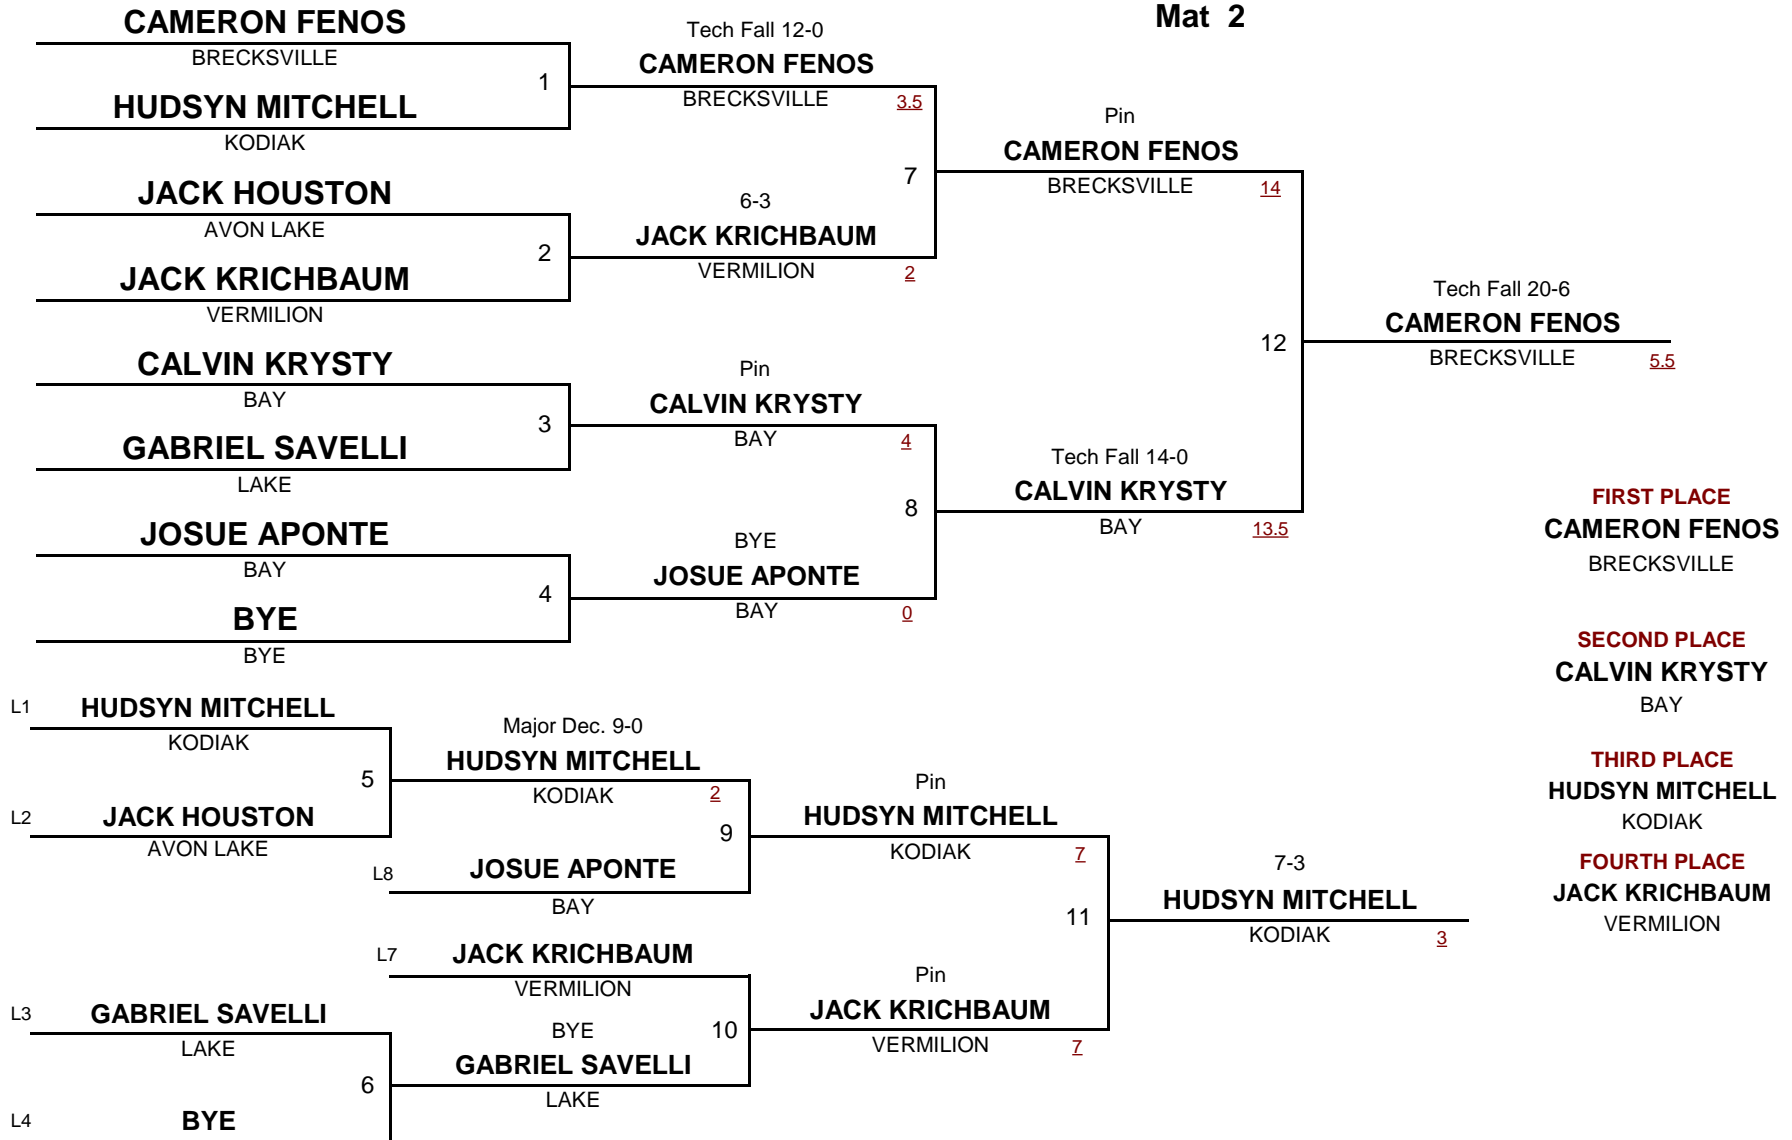 Mat 2
CAMERON FENOS
BRECKSVILLE
1
HUDSYN MITCHELL
KODIAK
JACK HOUSTON
AVON LAKE
2
JACK KRICHBAUM
VERMILION
CALVIN KRYSTY
BAY
3
GABRIEL SAVELLI
LAKE
JOSUE APONTE
BAY
4
BYE
BYE
Tech Fall 12-0
CAMERON FENOS
BRECKSVILLE 3.5
7
6-3
JACK KRICHBAUM
VERMILION 2
Pin
CALVIN KRYSTY
BAY 4
8
BYE
JOSUE APONTE
BAY 0
Pin
CAMERON FENOS
BRECKSVILLE 14
12
Tech Fall 14-0
CALVIN KRYSTY
BAY 13.5
Tech Fall 20-6
CAMERON FENOS
BRECKSVILLE 5.5
FIRST PLACE
CAMERON FENOS
BRECKSVILLE
SECOND PLACE
CALVIN KRYSTY
BAY
THIRD PLACE
HUDSYN MITCHELL
KODIAK
FOURTH PLACE
JACK KRICHBAUM
VERMILION
L1 HUDSYN MITCHELL
KODIAK
5
L2 JACK HOUSTON
AVON LAKE
Major Dec. 9-0
HUDSYN MITCHELL
KODIAK 2
9
L8 JOSUE APONTE
BAY
L7 JACK KRICHBAUM
VERMILION
10
BYE
GABRIEL SAVELLI
LAKE
L3 GABRIEL SAVELLI
LAKE
6
L4 BYE
Pin
HUDSYN MITCHELL
KODIAK 7
11
Pin
JACK KRICHBAUM
VERMILION 7
7-3
HUDSYN MITCHELL
KODIAK 3